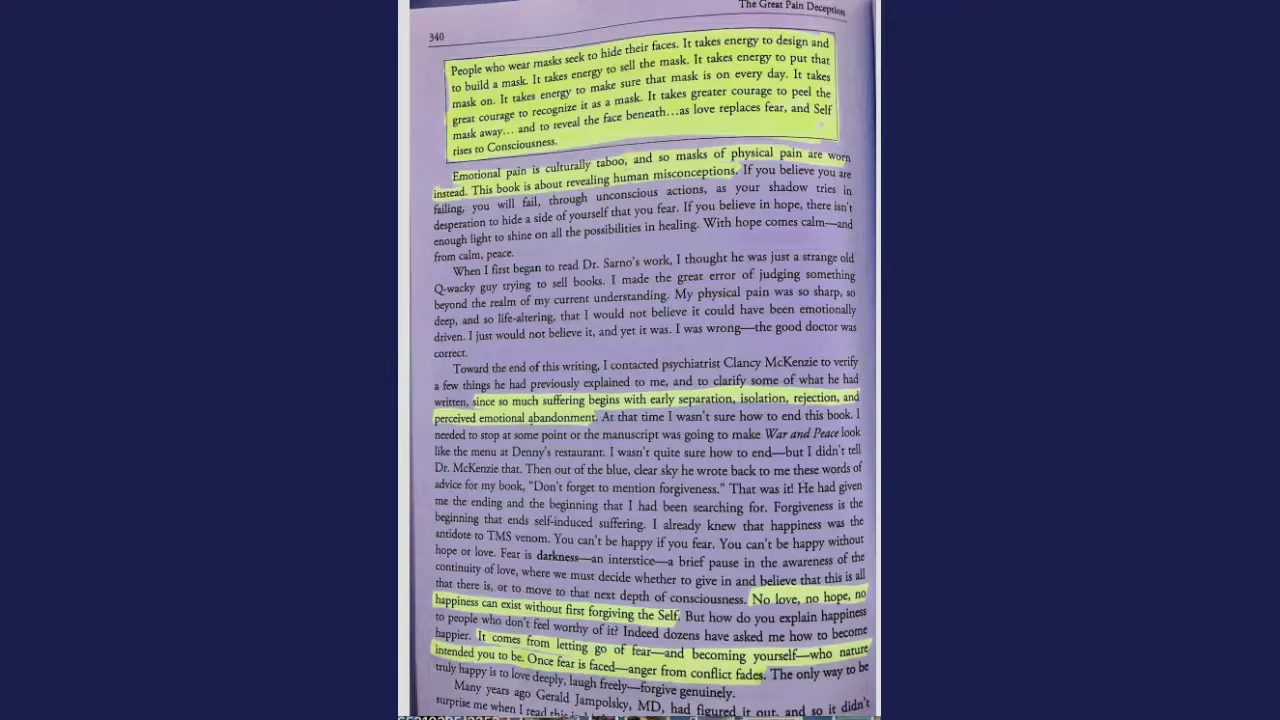 The Great Pain Deception
340
People who wear masks seek to hide their faces. It takes energy to design and
to build a mask. It takes energy to sell the mask. It takes energy to put that
mask on. It takes energy to make sure that mask is on every day. It takes
great courage to recognize it as a mask. It takes greater courage to peel the
mask away… and to reveal the face beneath…as love replaces fear, and Self
rises to Consciousness.
Emotional pain is culturally taboo, and so masks of physical pain are worn
instead. This book is about revealing human misconceptions. If you believe you are
failing, you will fail, through unconscious actions, as your shadow tries in
desperation to hide a side of yourself that you fear. If you believe in hope, there isn't
enough light to shine on all the possibilities in healing. With hope comes calm—and
from calm, peace.
When I first began to read Dr. Sarno's work, I thought he was just a strange old
Q-wacky guy trying to sell books. I made the great error of judging something
beyond the realm of my current understanding. My physical pain was so sharp, so
deep, and so life-altering, that I would not believe it could have been emotionally
driven. I just would not believe it, and yet it was. I was wrong—the good doctor was
correct.
Toward the end of this writing, I contacted psychiatrist Clancy McKenzie to verify
a few things he had previously explained to me, and to clarify some of what he had
written, since so much suffering begins with early separation, isolation, rejection, and
perceived emotional abandonment. At that time I wasn't sure how to end this book. I
needed to stop at some point or the manuscript was going to make War and Peace look
like the menu at Denny's restaurant. I wasn't quite sure how to end—but I didn't tell
Dr. McKenzie that. Then out of the blue, clear sky he wrote back to me these words of
advice for my book, "Don't forget to mention forgiveness." That was it! He had given
me the ending and the beginning that I had been searching for. Forgiveness is the
beginning that ends self-induced suffering. I already knew that happiness was the
antidote to TMS venom. You can't be happy if you fear. You can't be happy without
hope or love. Fear is darkness—an interstice—a brief pause in the awareness of the
continuity of love, where we must decide whether to give in and believe that this is all
that there is, or to move to that next depth of consciousness. No love, no hope, no
happiness can exist without first forgiving the Self. But how do you explain happiness
to people who don't feel worthy of it? Indeed dozens have asked me how to become
happier. It comes from letting go of fear—and becoming yourself—who nature
intended you to be. Once fear is faced—anger from conflict fades. The only way to be
truly happy is to love deeply, laugh freely—forgive genuinely.
Many years ago Gerald Jampolsky, MD, had figured it out, and so it didn't
surprise me when I read this